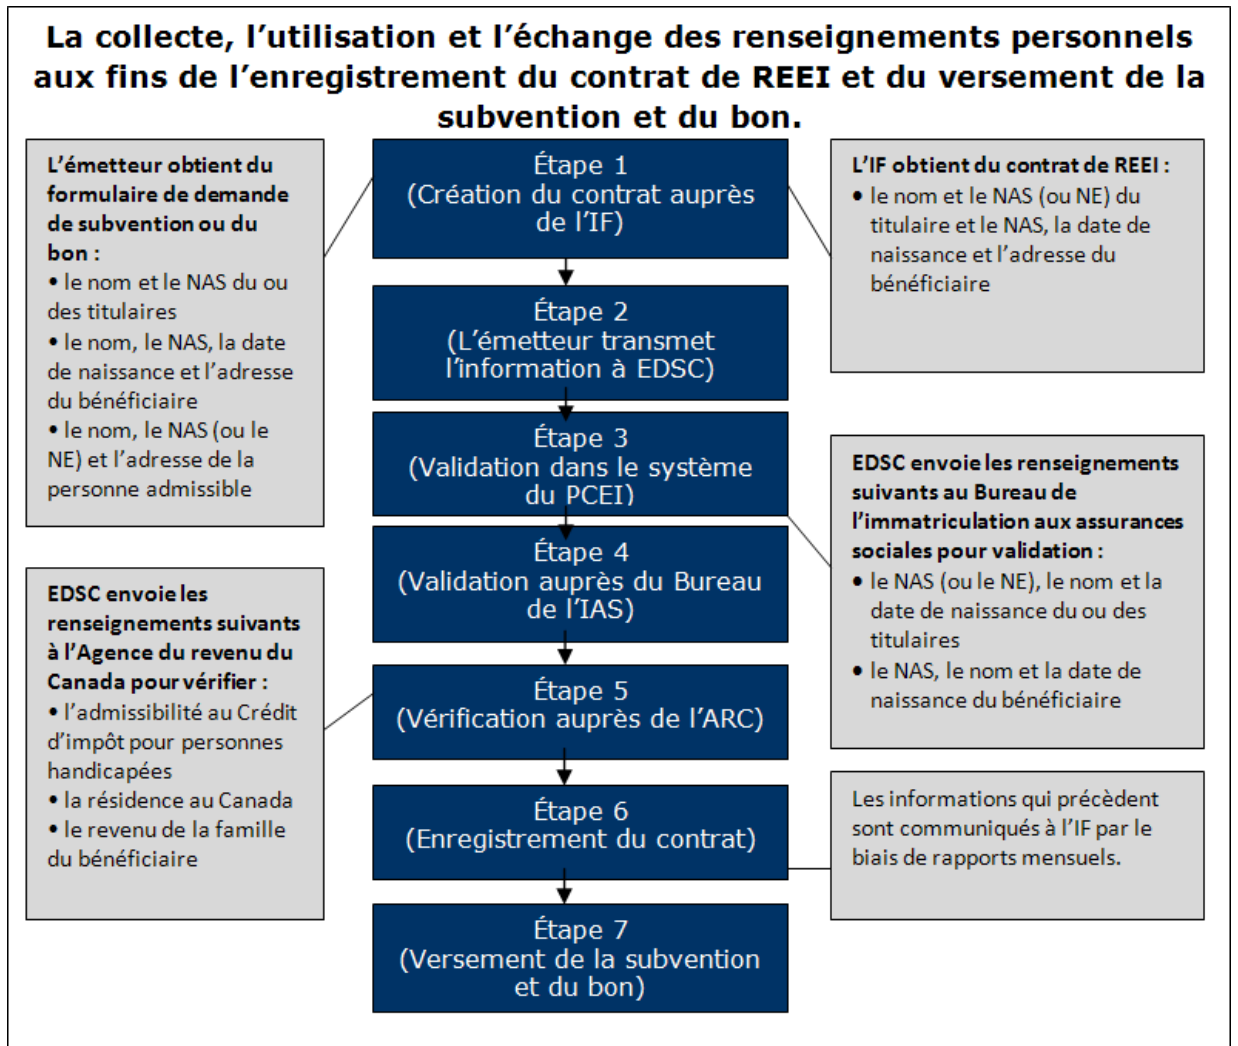 La collecte, l’utilisation et l’échange des renseignements personnels
aux fins de l’enregistrement du contrat de REEI et du versement de la
subvention et du bon.
L’émetteur obtient du
formulaire de demande
de subvention ou du
bon :
• le nom et le NAS du ou
des titulaires
• le nom, le NAS, la date
de naissance et l’adresse
du bénéficiaire
• le nom, le NAS (ou le
NE) et l’adresse de la
personne admissible
Étape 1
(Création du contrat auprès
de l’IF)
L’IF obtient du contrat de REEI :
• le nom et le NAS (ou NE) du
titulaire et le NAS, la date de
naissance et l’adresse du
bénéficiaire
Étape 2
(L’émetteur transmet
l’information à EDSC)
Étape 3
(Validation dans le système
du PCEI)
EDSC envoie les renseignements
suivants au Bureau de
l’immatriculation aux assurances
sociales pour validation :
• le NAS (ou le NE), le nom et la
date de naissance du ou des
titulaires
• le NAS, le nom et la date de
naissance du bénéficiaire
Étape 4
(Validation auprès du Bureau
de l’IAS)
EDSC envoie les
renseignements suivants
à l’Agence du revenu du
Canada pour vérifier :
• l’admissibilité au Crédit
d’impôt pour personnes
handicapées
• la résidence au Canada
• le revenu de la famille
du bénéficiaire
Étape 5
(Vérification auprès de l’ARC)
Étape 6
(Enregistrement du contrat)
Les informations qui précèdent
sont communiqués à l’IF par le
biais de rapports mensuels.
Étape 7
(Versement de la subvention
et du bon)